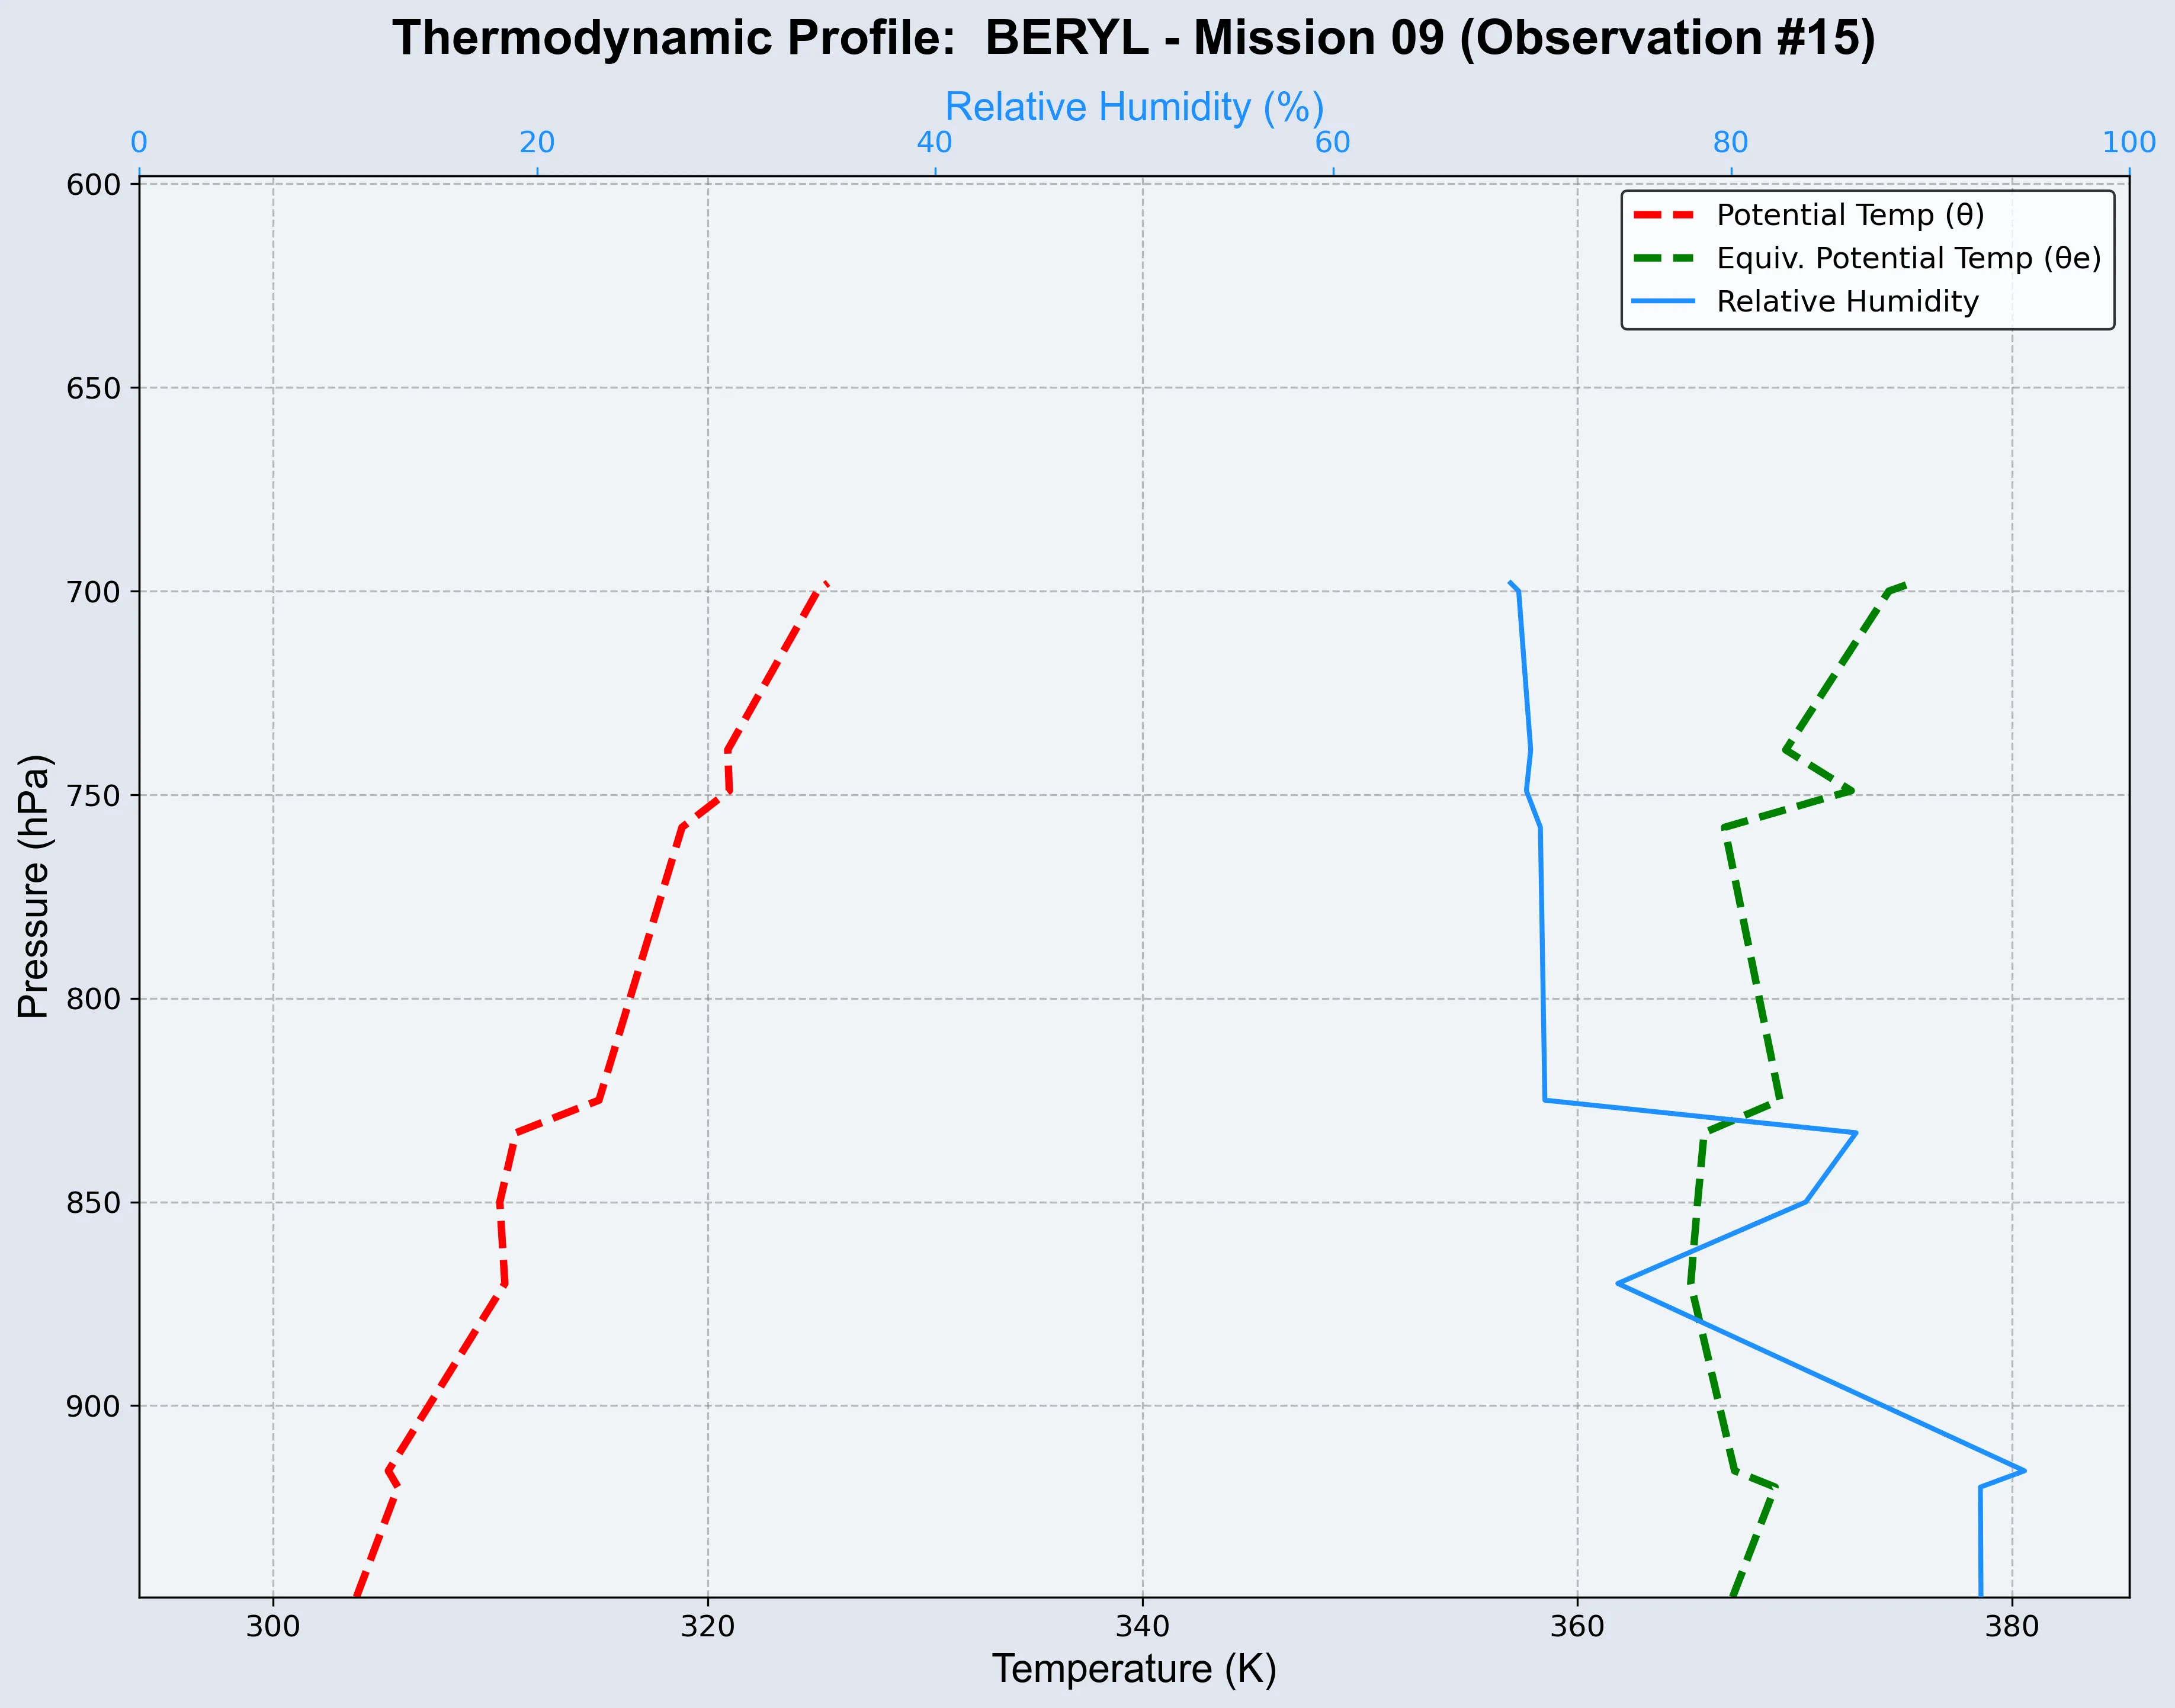 Thermodynamic Profile:  BERYL - Mission 09 (Observation #15)
Relative Humidity (%)
0 20 40 60 80 100
Potential Temp (θ)
Equiv. Potential Temp (θe)
Relative Humidity
Pressure (hPa)
600
650
700
750
800
850
900
300 320 340 360 380
Temperature (K)